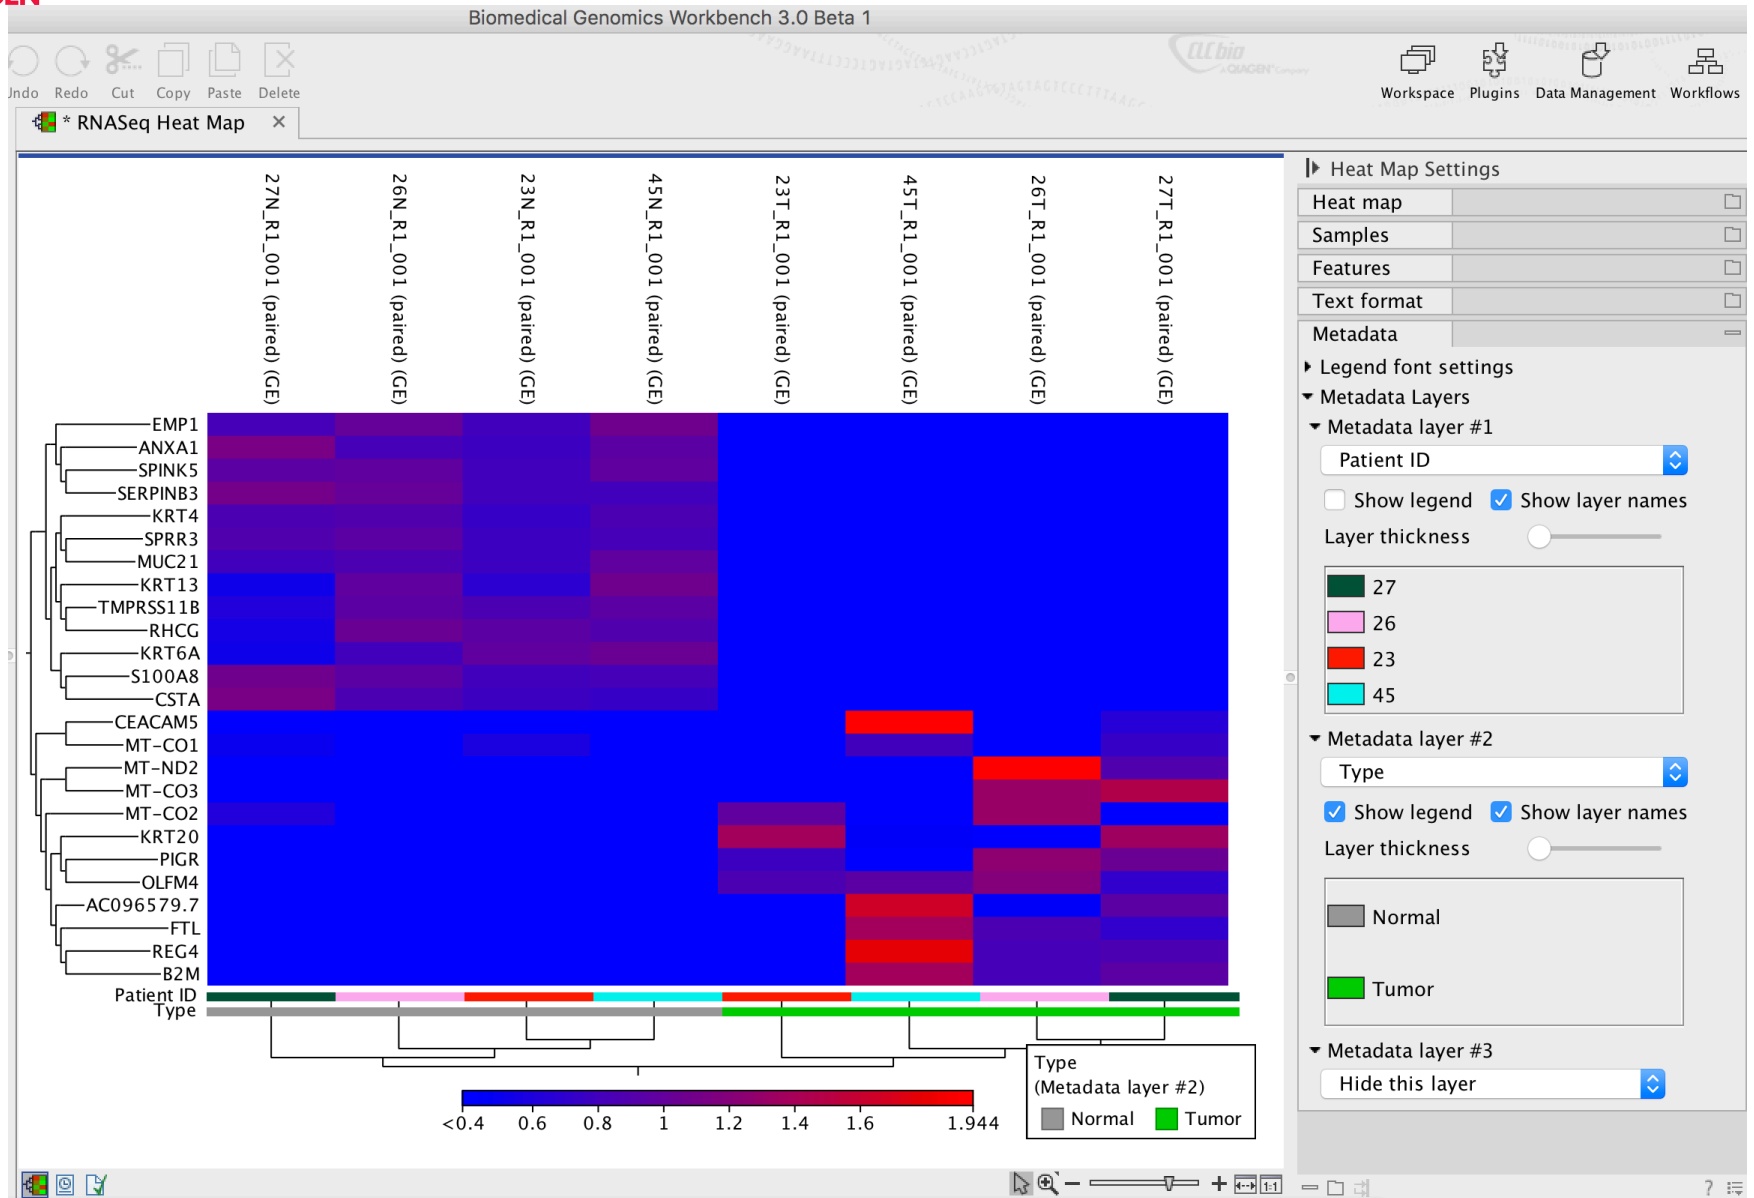 Biomedical Genomics Workbench 3.0 Beta 1
CLC bio
A QIAGEN Company
Redo Cut Copy Paste Delete
Workspace Plugins Data Management Workflows
* RNASeq Heat Map
27N_R1_001 (paired) (GE)
26N_R1_001 (paired) (GE)
23N_R1_001 (paired) (GE)
45N_R1_001 (paired) (GE)
23T_R1_001 (paired) (GE)
45T_R1_001 (paired) (GE)
26T_R1_001 (paired) (GE)
27T_R1_001 (paired) (GE)
EMP1
ANXA1
SPINK5
SERPINB3
KRT4
SPRR3
MUC21
KRT13
TMPRSS11B
RHCG
KRT6A
S100A8
CSTA
CEACAM5
MT-CO1
MT-ND2
MT-CO3
MT-CO2
KRT20
PIGR
OLFM4
AC096579.7
FTL
REG4
B2M
Patient ID
Type
<0.4 0.6 0.8 1 1.2 1.4 1.6 1.944
Type
(Metadata layer #2)
Normal Tumor
Heat Map Settings
Heat map
Samples
Features
Text format
Metadata
Legend font settings
Metadata Layers
Metadata layer #1
Patient ID
Show legend Show layer names
Layer thickness
27
26
23
45
Metadata layer #2
Type
Show legend Show layer names
Layer thickness
Normal
Tumor
Metadata layer #3
Hide this layer
1:1
?